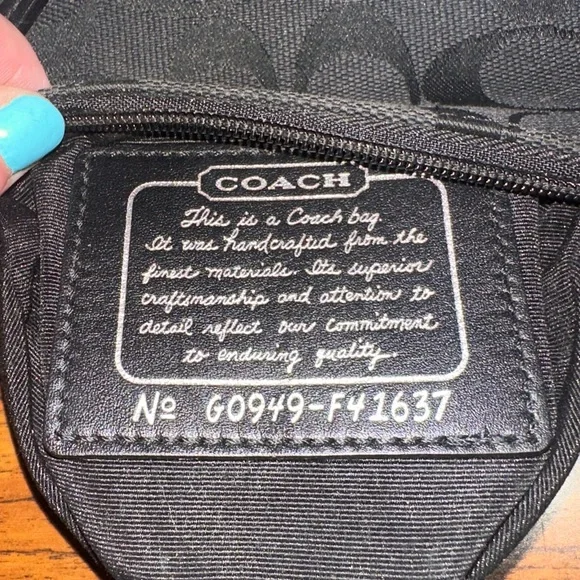 COACH
This is a Coach bag.
It was handcrafted from the
finest materials. Its superior
craftsmanship and attention to
detail reflect our commitment
to enduring quality.
№ G0949-F41637